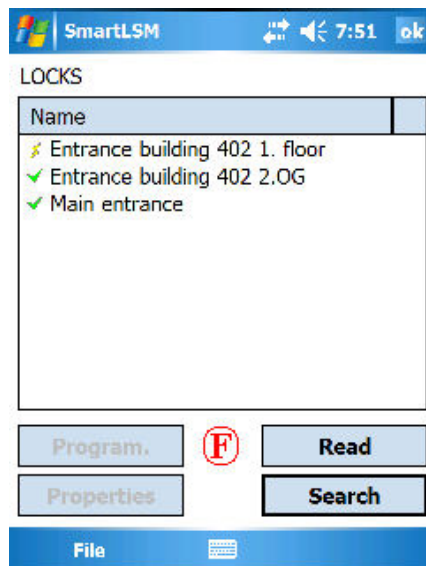 SmartLSM 7:51 ok
LOCKS
Name
Entrance building 402 1. floor
Entrance building 402 2.OG
Main entrance
Program. F Read
Properties Search
File